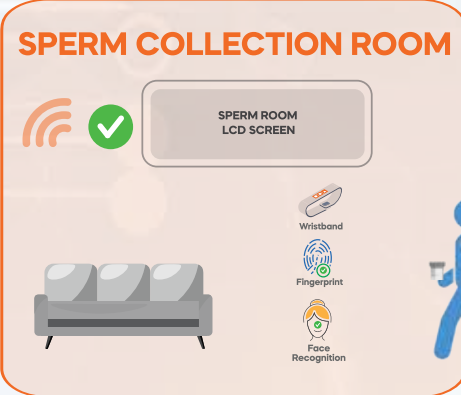 SPERM COLLECTION ROOM
SPERM ROOM
LCD SCREEN
Wristband
Fingerprint
Face
Recognition